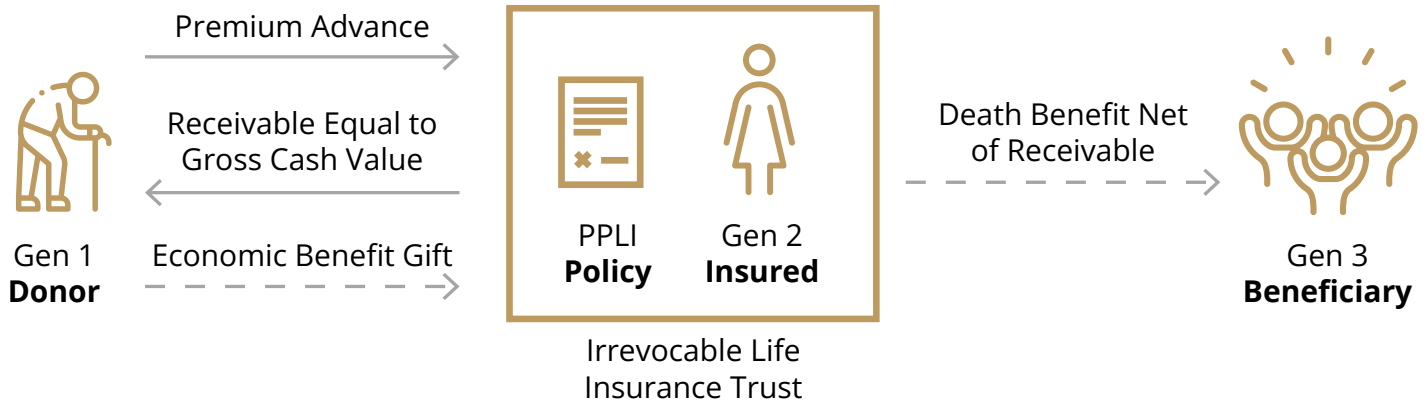 Premium Advance
Receivable Equal to
Gross Cash Value
Economic Benefit Gift
Gen 1
Donor
PPLI
Policy
Gen 2
Insured
Irrevocable Life
Insurance Trust
Death Benefit Net
of Receivable
Gen 3
Beneficiary